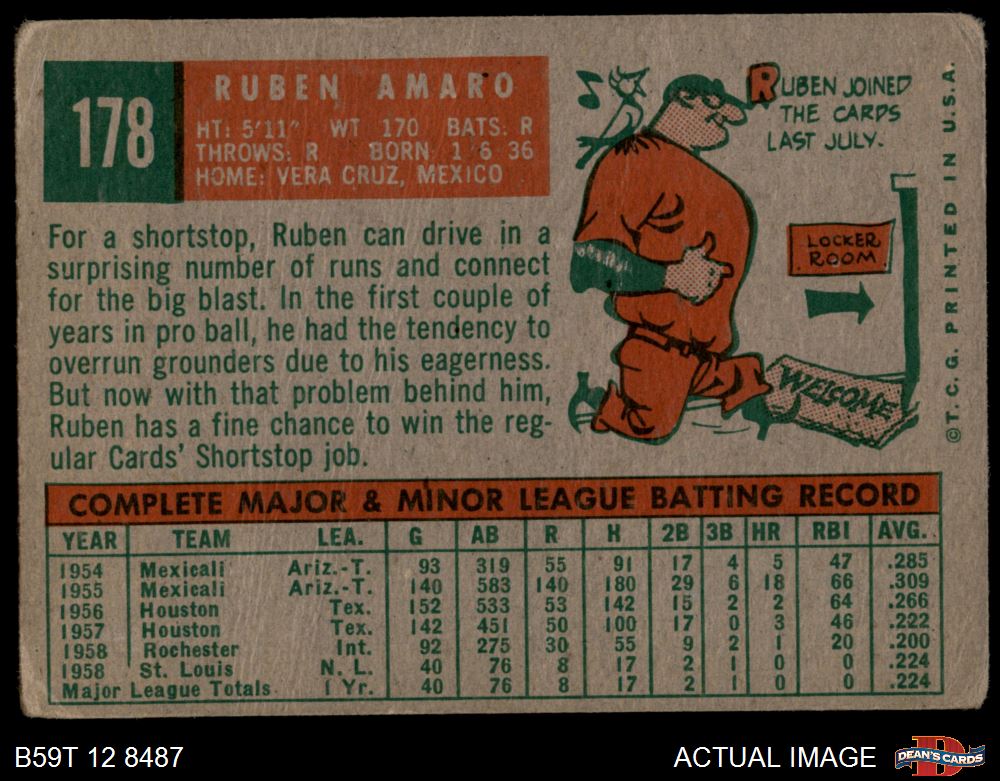 178
RUBEN AMARO
HT: 5'11" WT 170 BATS: R
THROWS: R BORN 1 6 36
HOME: VERA CRUZ, MEXICO
RUBEN JOINED
THE CARDS
LAST JULY.
LOCKER
ROOM
WELCOME
©T.C.G. PRINTED IN U.S.A.
For a shortstop, Ruben can drive in a
surprising number of runs and connect
for the big blast. In the first couple of
years in pro ball, he had the tendency to
overrun grounders due to his eagerness.
But now with that problem behind him,
Ruben has a fine chance to win the reg-
ular Cards' Shortstop job.
COMPLETE MAJOR & MINOR LEAGUE BATTING RECORD
YEAR TEAM LEA. G AB R H 2B 3B HR RBI AVG.
1954 Mexicali Ariz.-T. 93 319 55 91 17 4 5 47 .285
1955 Mexicali Ariz.-T. 140 583 140 180 29 6 18 66 .309
1956 Houston Tex. 152 533 53 142 15 2 2 64 .266
1957 Houston Tex. 142 451 50 100 17 0 3 46 .222
1958 Rochester Int. 92 275 30 55 9 2 1 20 .200
1958 St. Louis N. L. 40 76 8 17 2 1 0 0 .224
Major League Totals 1 Yr. 40 76 8 17 2 1 0 0 .224
B59T 12 8487
ACTUAL IMAGE
D
DEAN'S CARDS